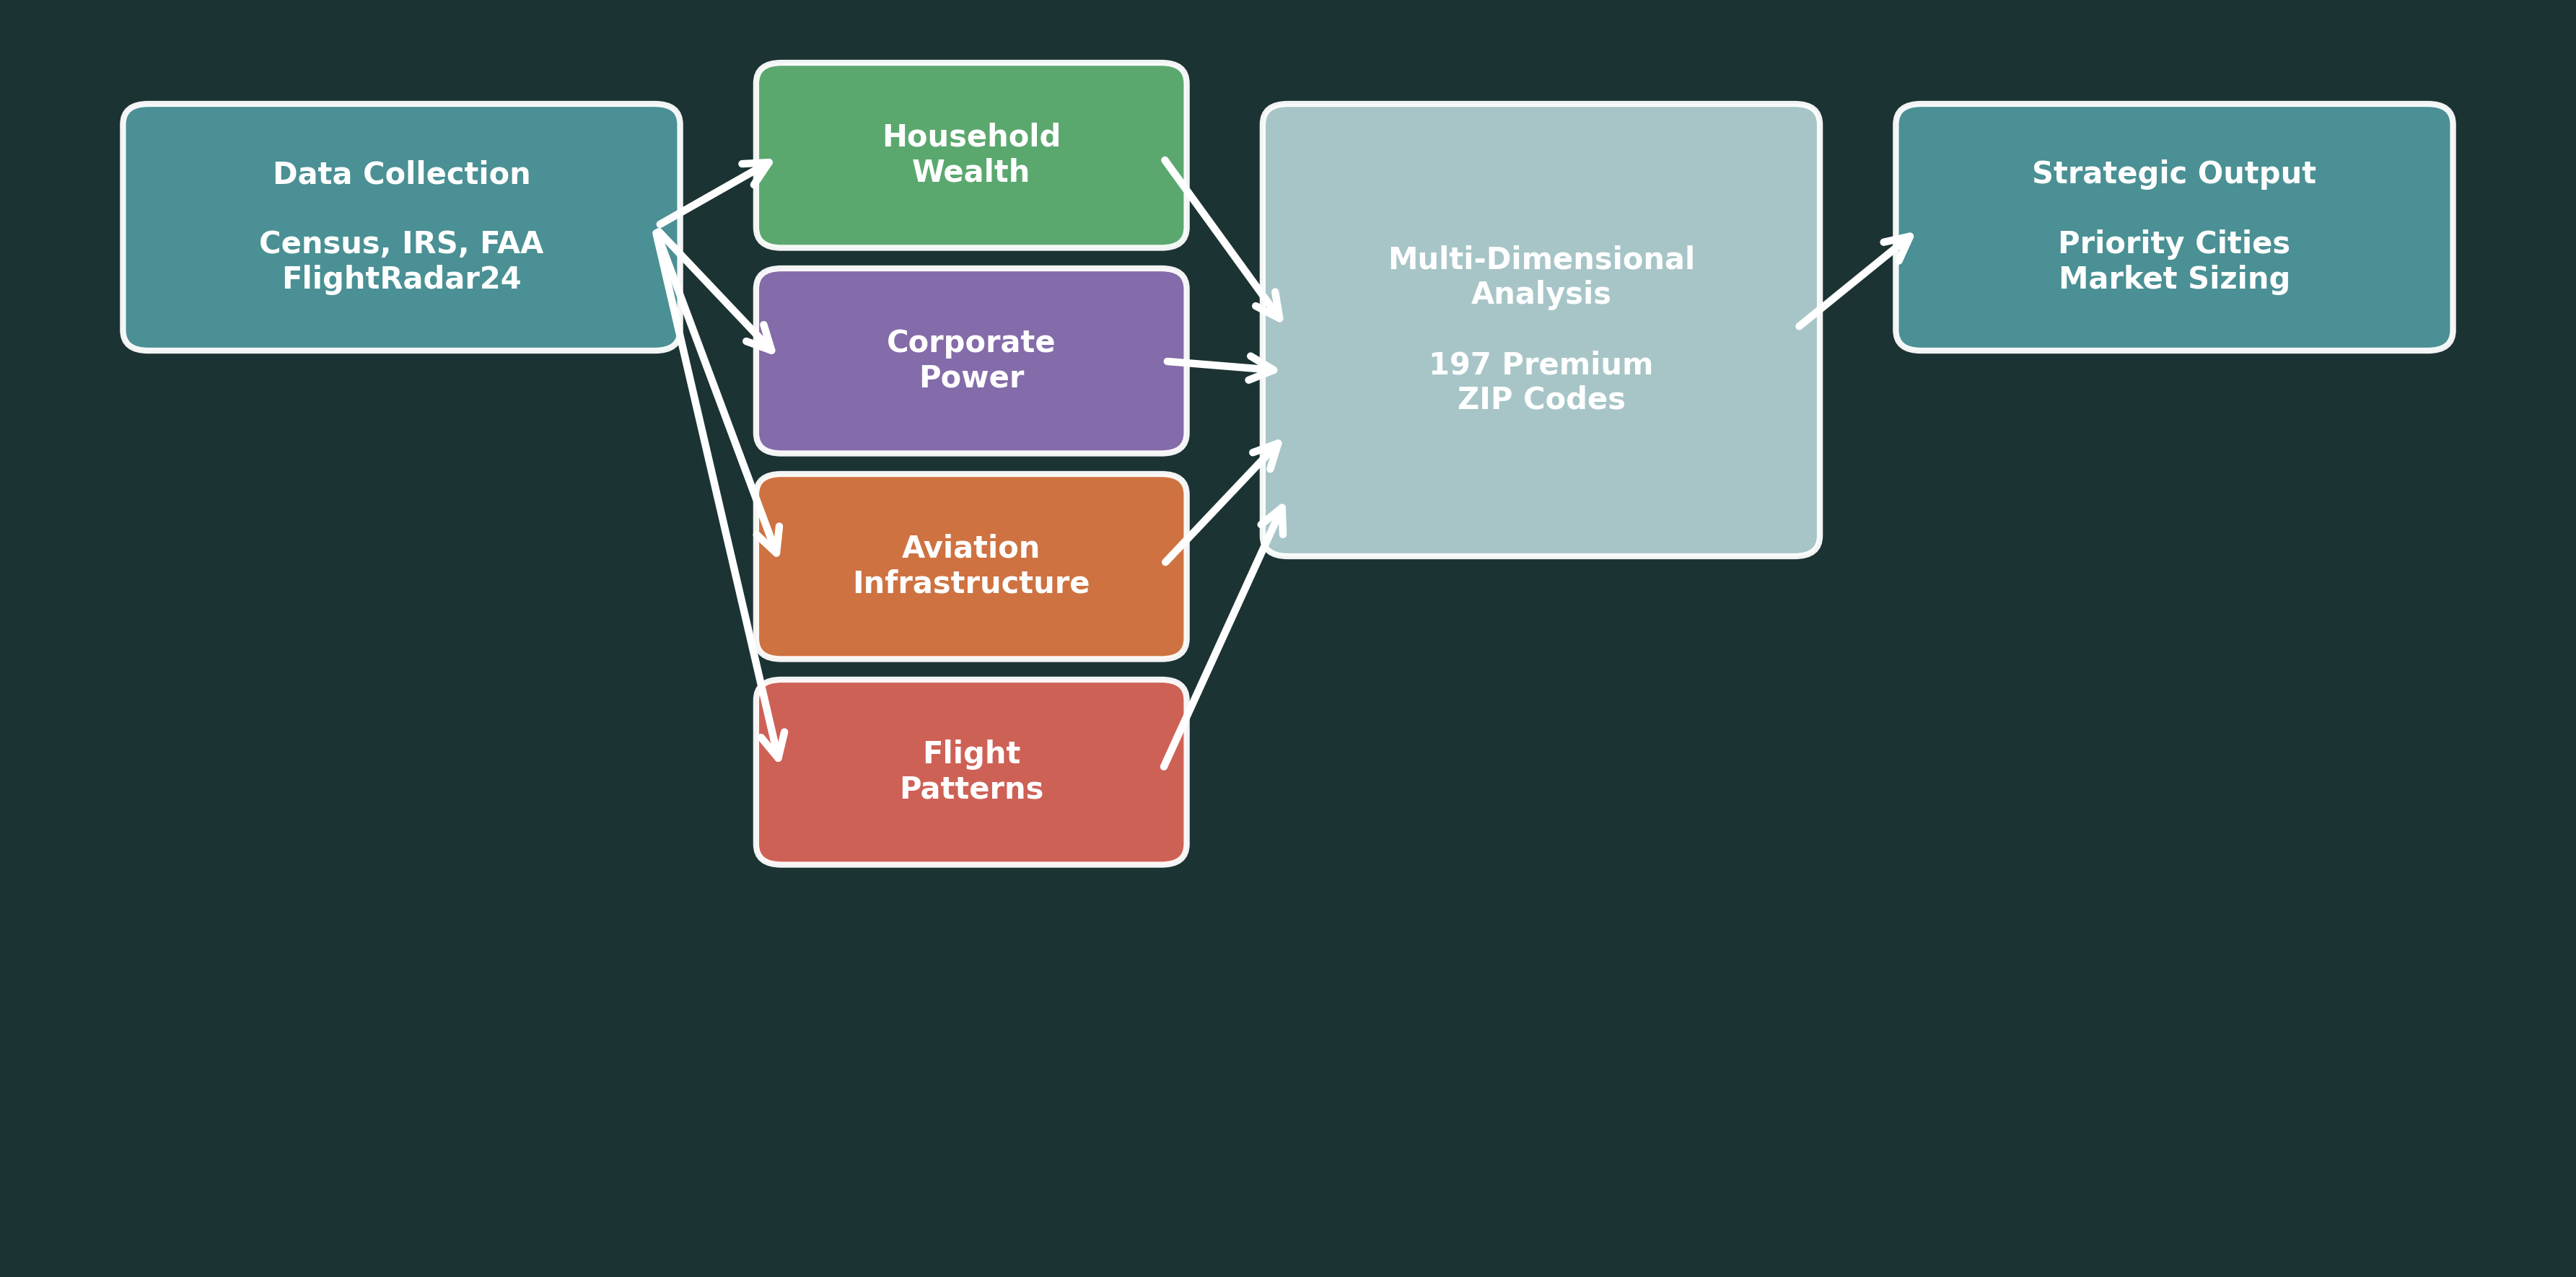 Data Collection
Census, IRS, FAA
FlightRadar24
Household
Wealth
Corporate
Power
Aviation
Infrastructure
Flight
Patterns
Multi-Dimensional
Analysis
197 Premium
ZIP Codes
Strategic Output
Priority Cities
Market Sizing